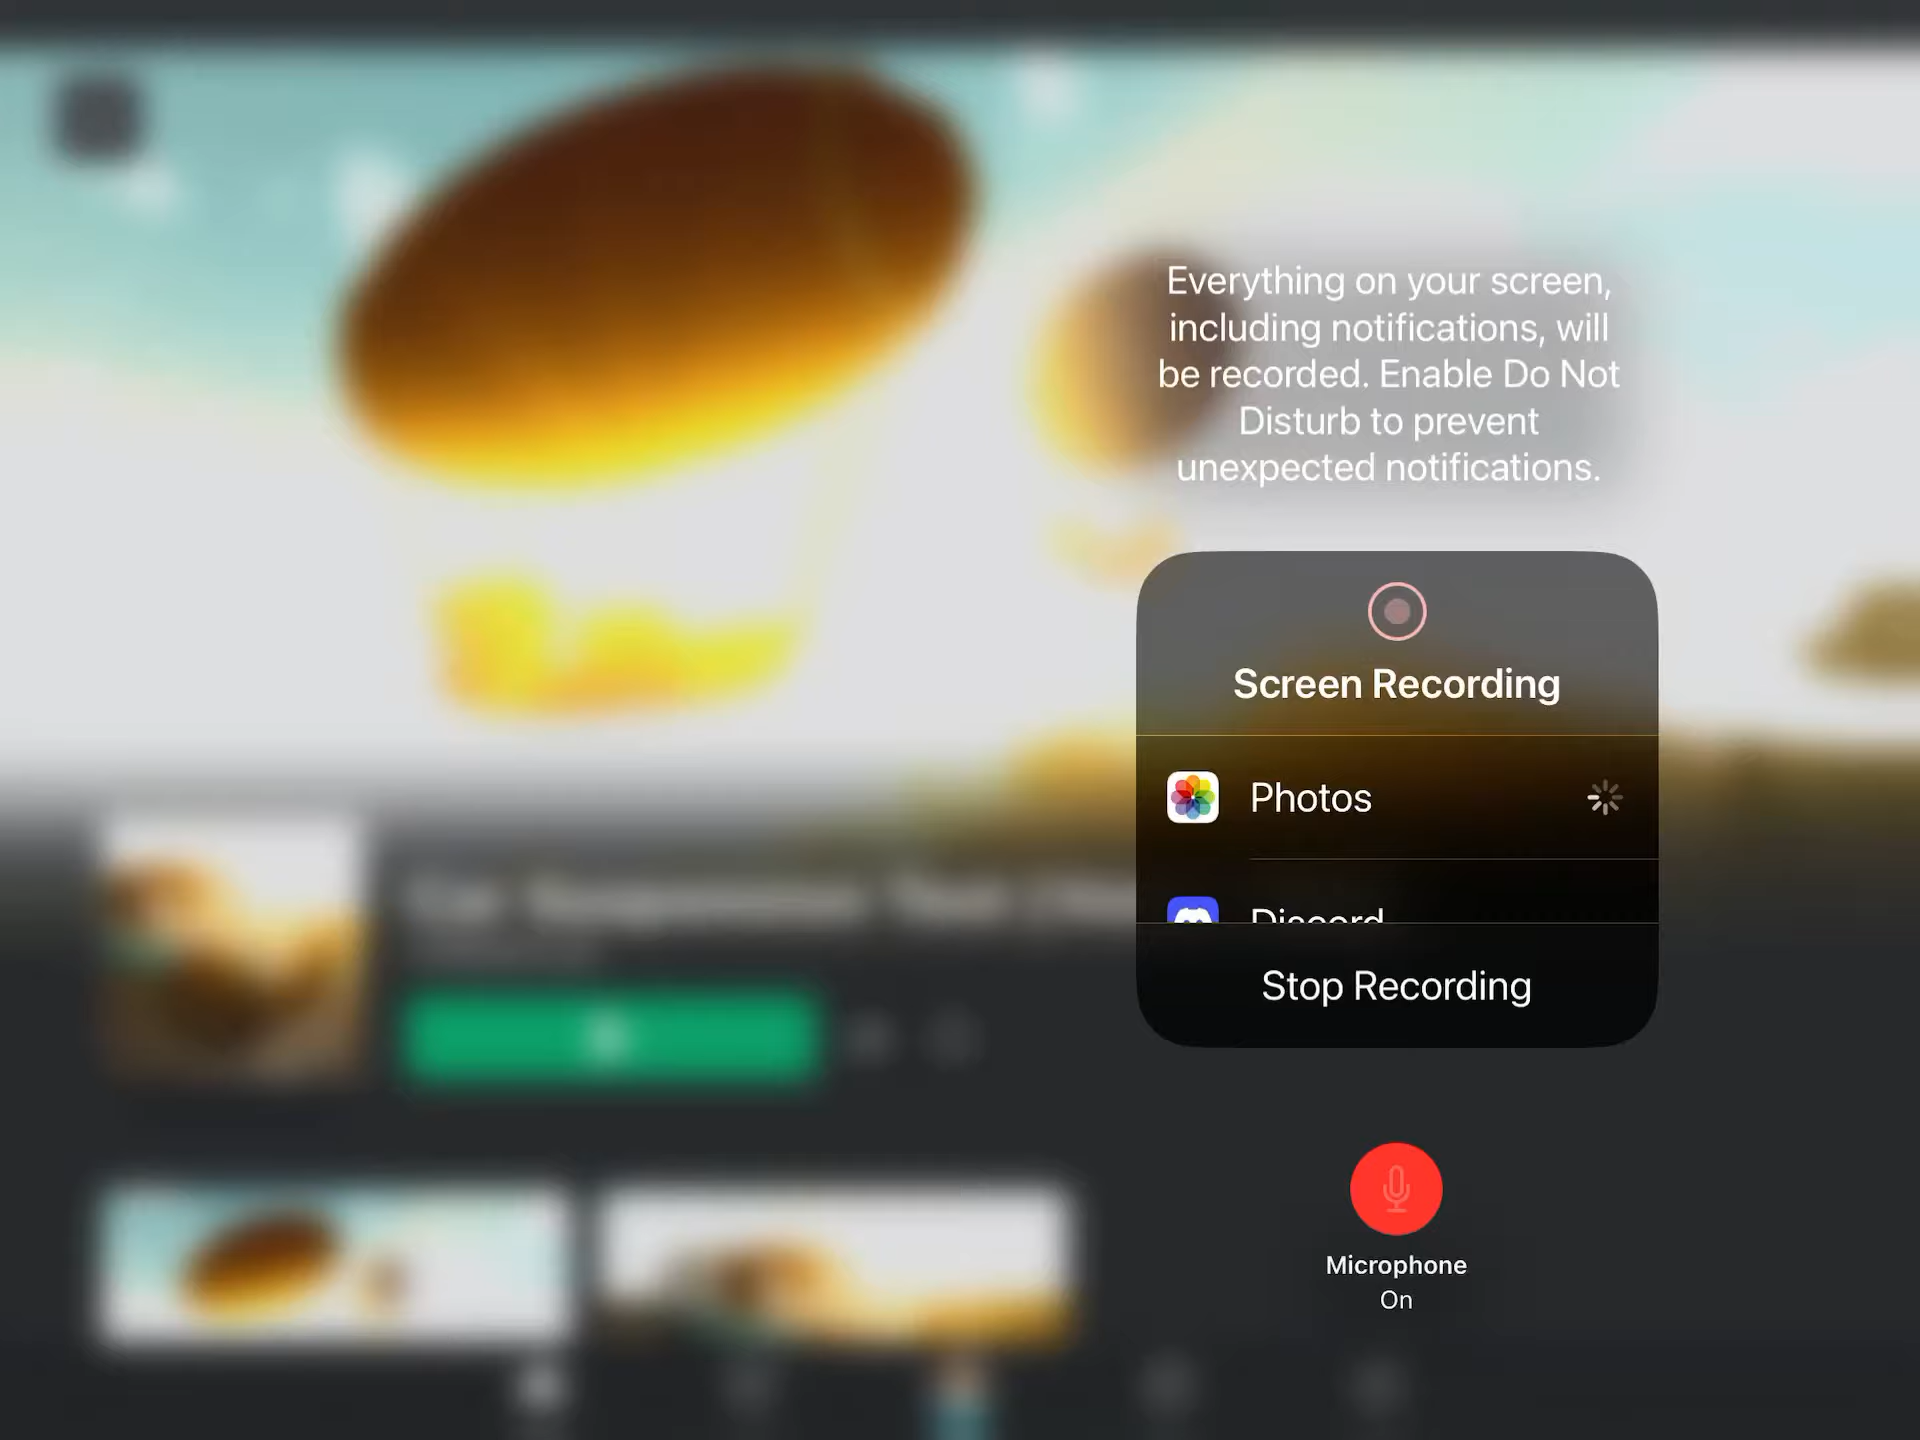 Everything on your screen,
including notifications, will
be recorded. Enable Do Not
Disturb to prevent
unexpected notifications.
Screen Recording
Photos
Discord
Stop Recording
Microphone
On